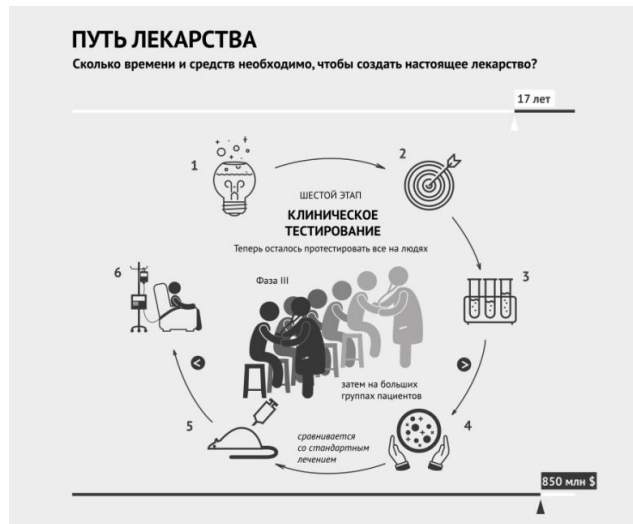 ПУТЬ ЛЕКАРСТВА
Сколько времени и средств необходимо, чтобы создать настоящее лекарство?
17 лет
1
2
ШЕСТОЙ ЭТАП
КЛИНИЧЕСКОЕ
ТЕСТИРОВАНИЕ
Теперь осталось протестировать все на людях
6
Фаза III
3
<
>
затем на больших
группах пациентов
5
4
сравнивается
со стандартным
лечением
850 млн $